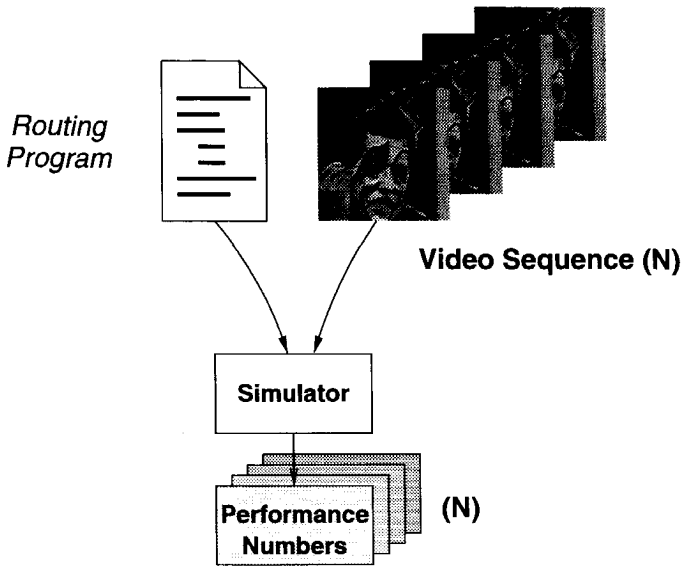 Routing
Program
Video Sequence (N)
Simulator
Performance
Numbers
(N)